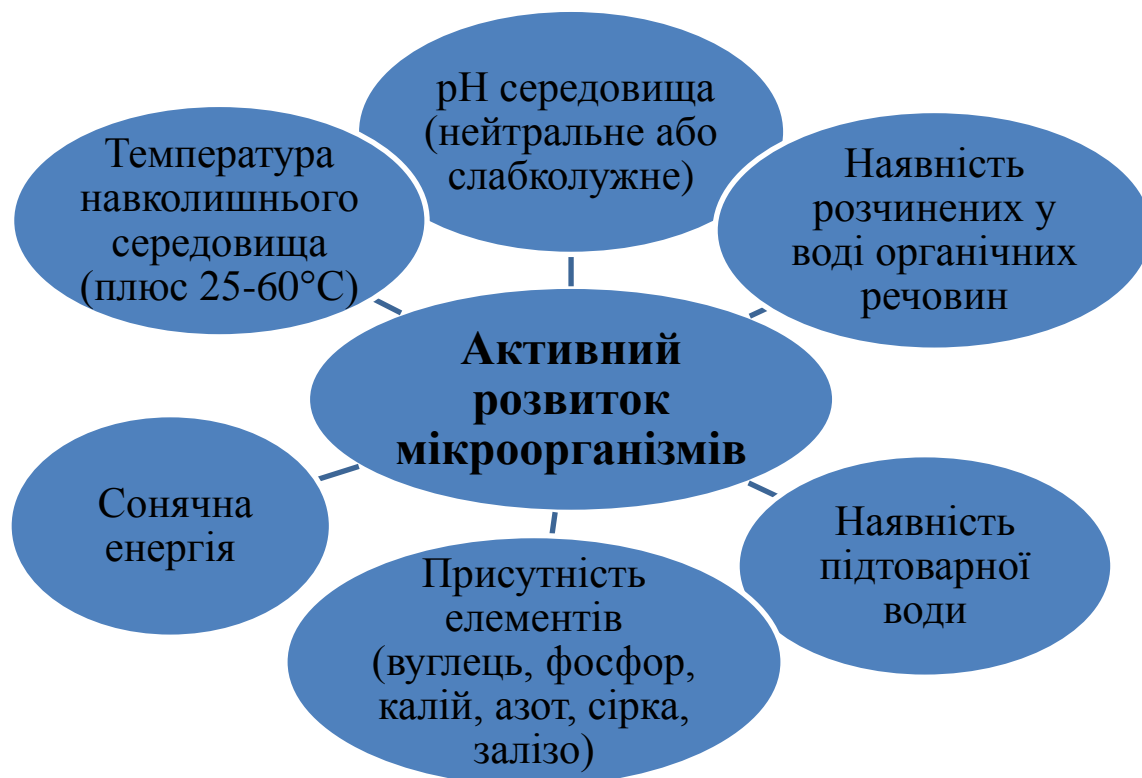 pH середовища
(нейтральне або
слаболужне)
Температура
навколишнього
середовища
(плюс 25-60°C)
Наявність
розчинених у
воді органічних
речовин
Активний
розвиток
мікроорганізмів
Сонячна
енергія
Наявність
підтоварної
води
Присутність
елементів
(вуглець, фосфор,
калій, азот, сірка,
залізо)